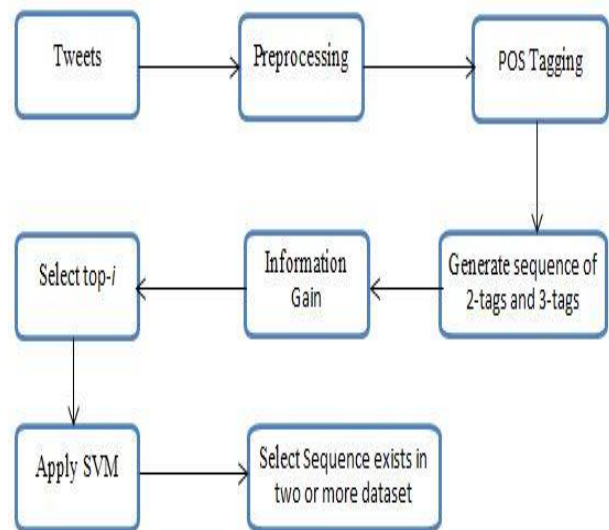 Tweets
Preprocessing
POS Tagging
Generate sequence of
2-tags and 3-tags
Information
Gain
Select top-i
Apply SVM
Select Sequence exists in
two or more dataset